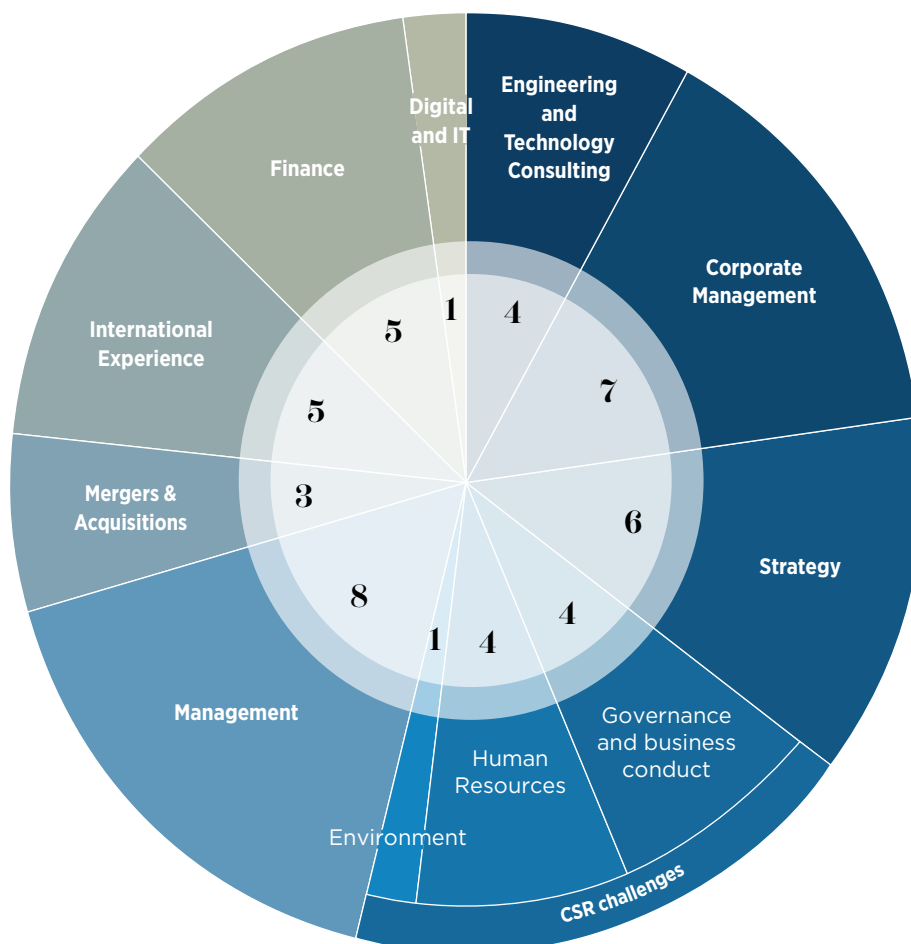 Engineering
and
Technology
Consulting
4
Corporate
Management
7
Strategy
6
Governance
and business
conduct
4
Human
Resources
4
Environment
1
CSR challenges
Management
8
Mergers &
Acquisitions
3
International
Experience
5
Finance
5
Digital
and IT
1